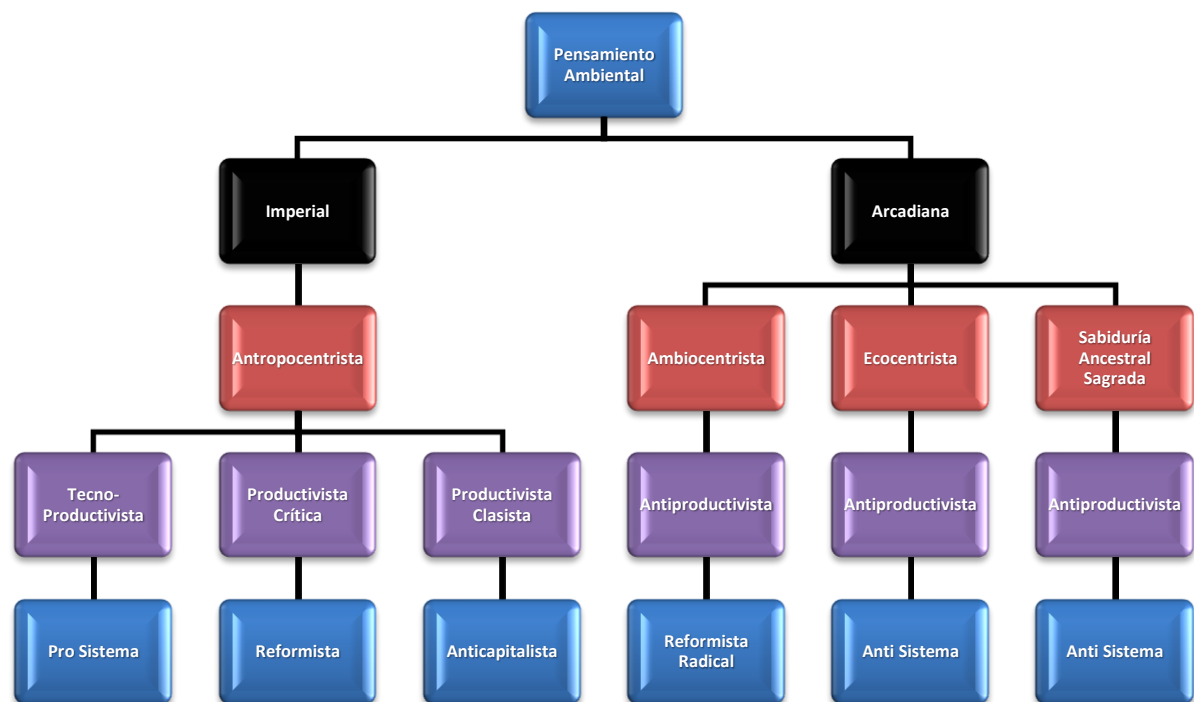 Pensamiento
Ambiental
Imperial
Arcadiana
Antropocentrista
Ambiocentrista
Ecocentrista
Sabiduría
Ancestral
Sagrada
Tecno-
Productivista
Productivista
Crítica
Productivista
Clasista
Antiproductivista
Antiproductivista
Antiproductivista
Pro Sistema
Reformista
Anticapitalista
Reformista
Radical
Anti Sistema
Anti Sistema